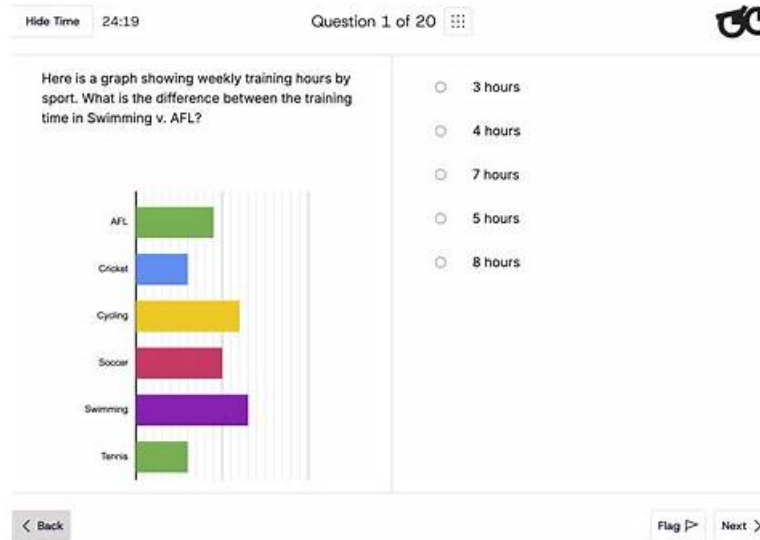 Hide Time 24:19 Question 1 of 20
Here is a graph showing weekly training hours by
sport. What is the difference between the training
time in Swimming v. AFL?
AFL
Cricket
Cycling
Soccer
Swimming
Tennis
3 hours
4 hours
7 hours
5 hours
8 hours
Back
Flag
Next